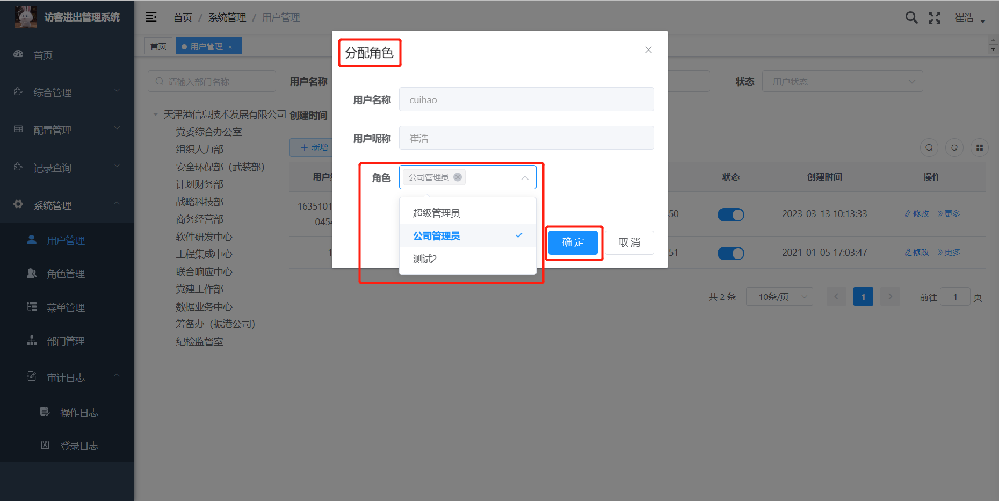 访客进出管理系统
首页
综合管理
配置管理
记录查询
系统管理
用户管理
角色管理
菜单管理
部门管理
审计日志
操作日志
登录日志
首页 / 系统管理 / 用户管理
崔浩
首页
用户管理 ×
请输入部门名称
天津港信息技术发展有限公司
党委综合办公室
组织人力部
安全环保部（武装部）
计划财务部
战略科技部
商务经营部
软件研发中心
工程集成中心
联合响应中心
党建工作部
数据业务中心
筹备办（振港公司）
纪检监督室
用户名称
状态 用户状态
创建时间
新增
用户 状态 创建时间 操作
1635101
045
50 2023-03-13 10:13:33 修改 更多
1 51 2021-01-05 17:03:47 修改 更多
共 2 条 10条/页 1 前往 1 页
分配角色
用户名称 cuihao
用户昵称 崔浩
角色 公司管理员
超级管理员
公司管理员
测试2
确 定
取 消